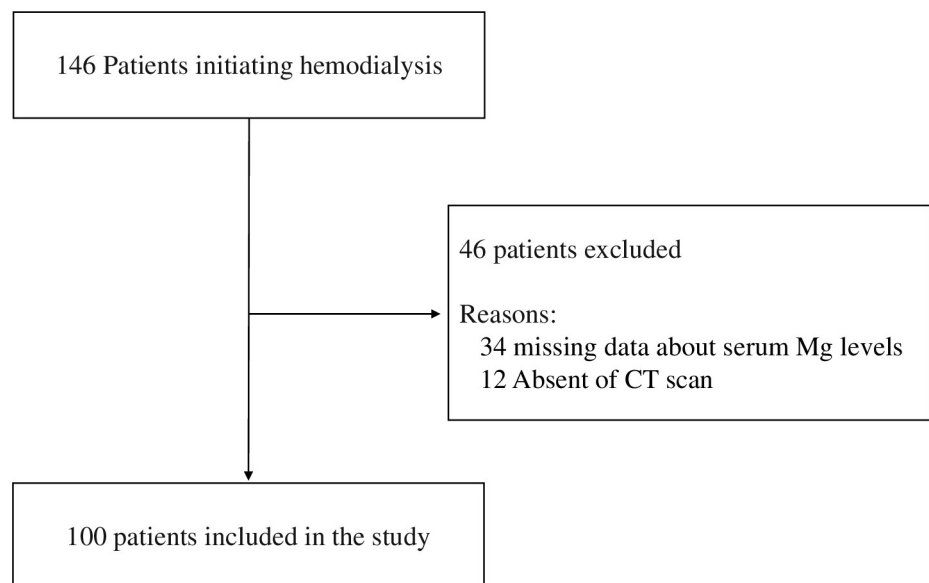 146 Patients initiating hemodialysis
46 patients excluded
Reasons:
34 missing data about serum Mg levels
12 Absent of CT scan
100 patients included in the study